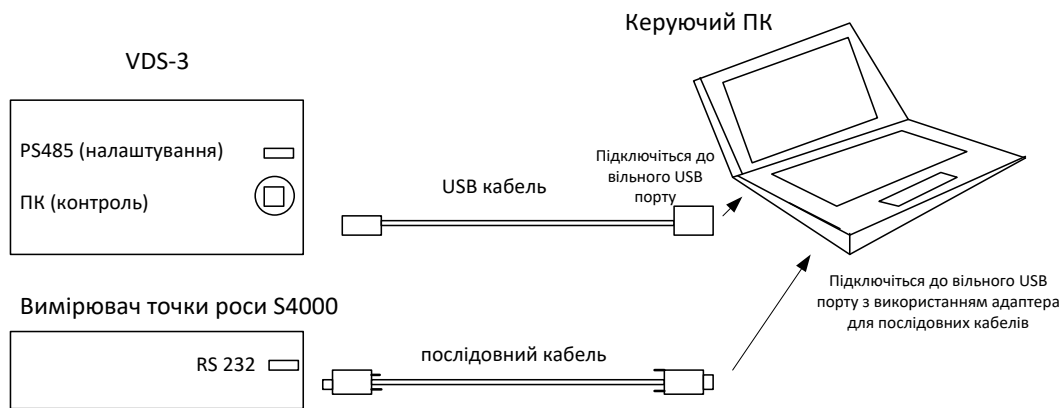 Керуючий ПК
VDS-3
PS485 (налаштування)
ПК (контроль)
USB кабель
Підключіться до
вільного USB
порту
Підключіться до вільного USB
порту з використанням адаптера
для послідовних кабелів
Вимірювач точки роси S4000
RS 232
послідовний кабель